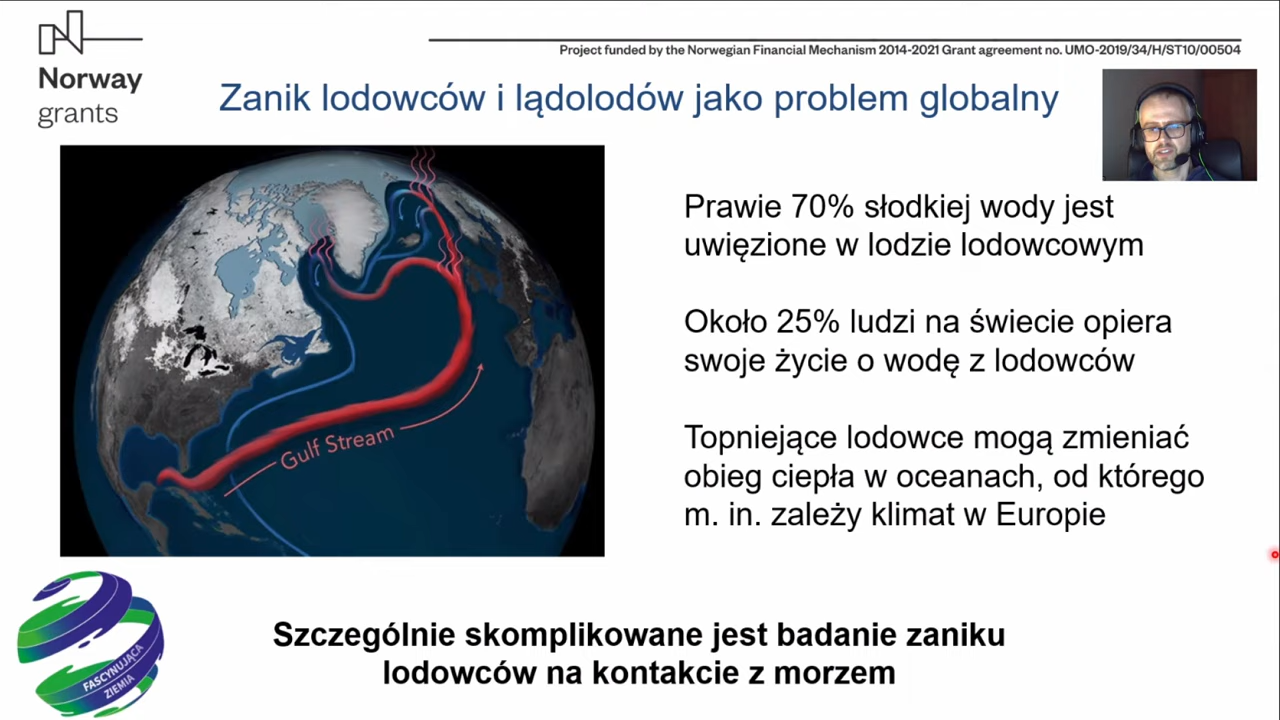 Norway
grants
Project funded by the Norwegian Financial Mechanism 2014-2021 Grant agreement no. UMO-2019/34/H/ST10/00504
Zanik lodowców i lądolodów jako problem globalny
Gulf Stream
Prawie 70% słodkiej wody jest
uwięzione w lodzie lodowcowym
Około 25% ludzi na świecie opiera
swoje życie o wodę z lodowców
Topniejące lodowce mogą zmieniać
obieg ciepła w oceanach, od którego
m. in. zależy klimat w Europie
FASCYNUJĄCA
ZIEMIA
Szczególnie skomplikowane jest badanie zaniku
lodowców na kontakcie z morzem